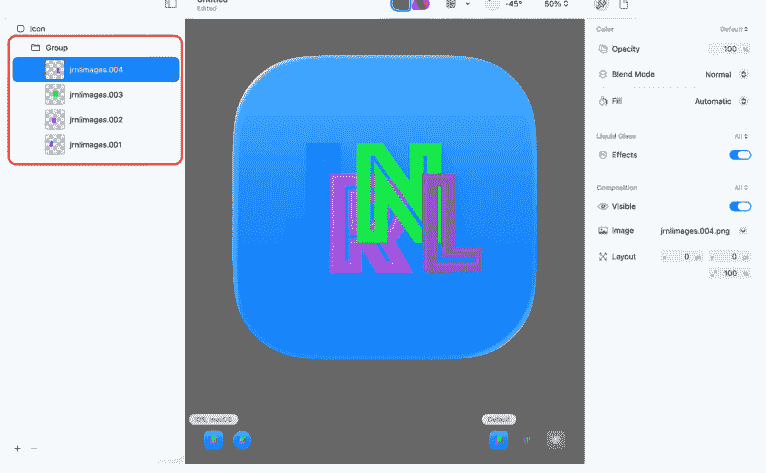 Untitled
Edited
-45°
50%
Icon
Group
jrnlimages.004
jrnlimages.003
jrnlimages.002
jrnlimages.001
R N L
iOS, macOS
Default
Color Default
Opacity 100 %
Blend Mode Normal
Fill Automatic
Liquid Glass All
Effects
Composition All
Visible
Image jrnlimages.004.png
Layout x 0 pt y 0 pt
100 %